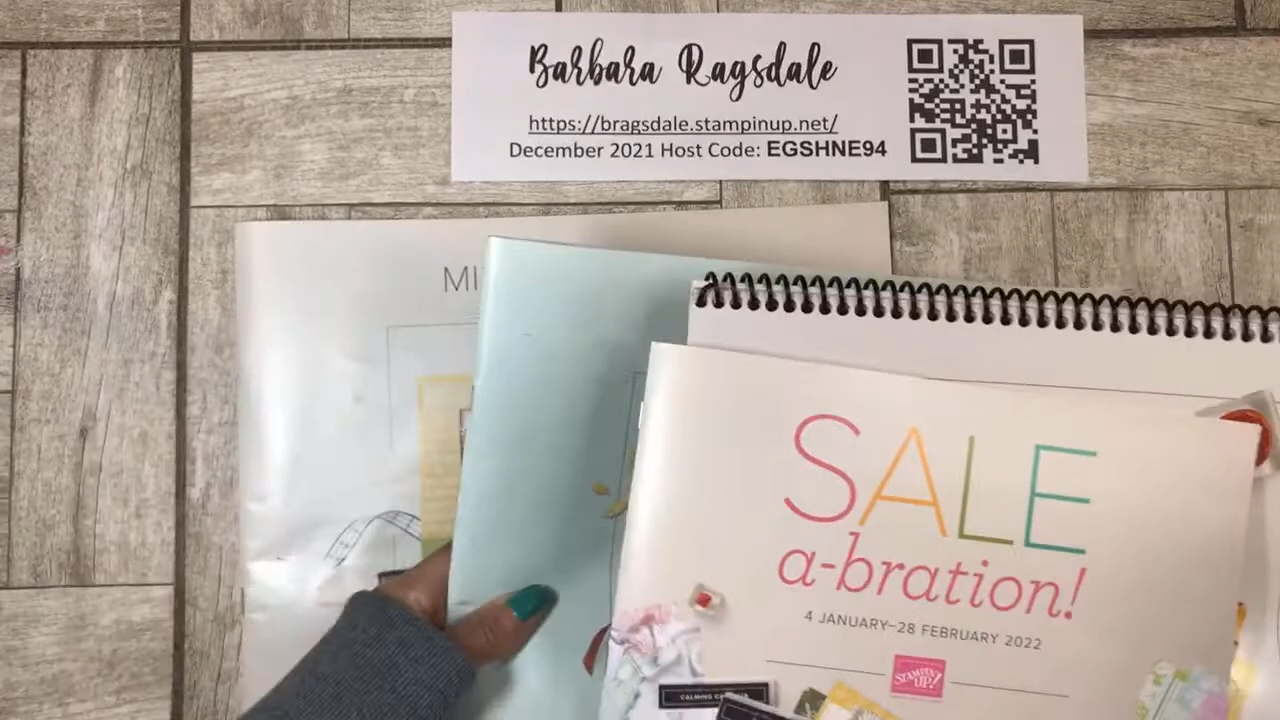 Barbara Ragsdale
https://bragsdale.stampinup.net/
December 2021 Host Code: EGSHNE94
MI
SALE
a-bration!
4 JANUARY–28 FEBRUARY 2022
STAMPIN' UP!
CALMING